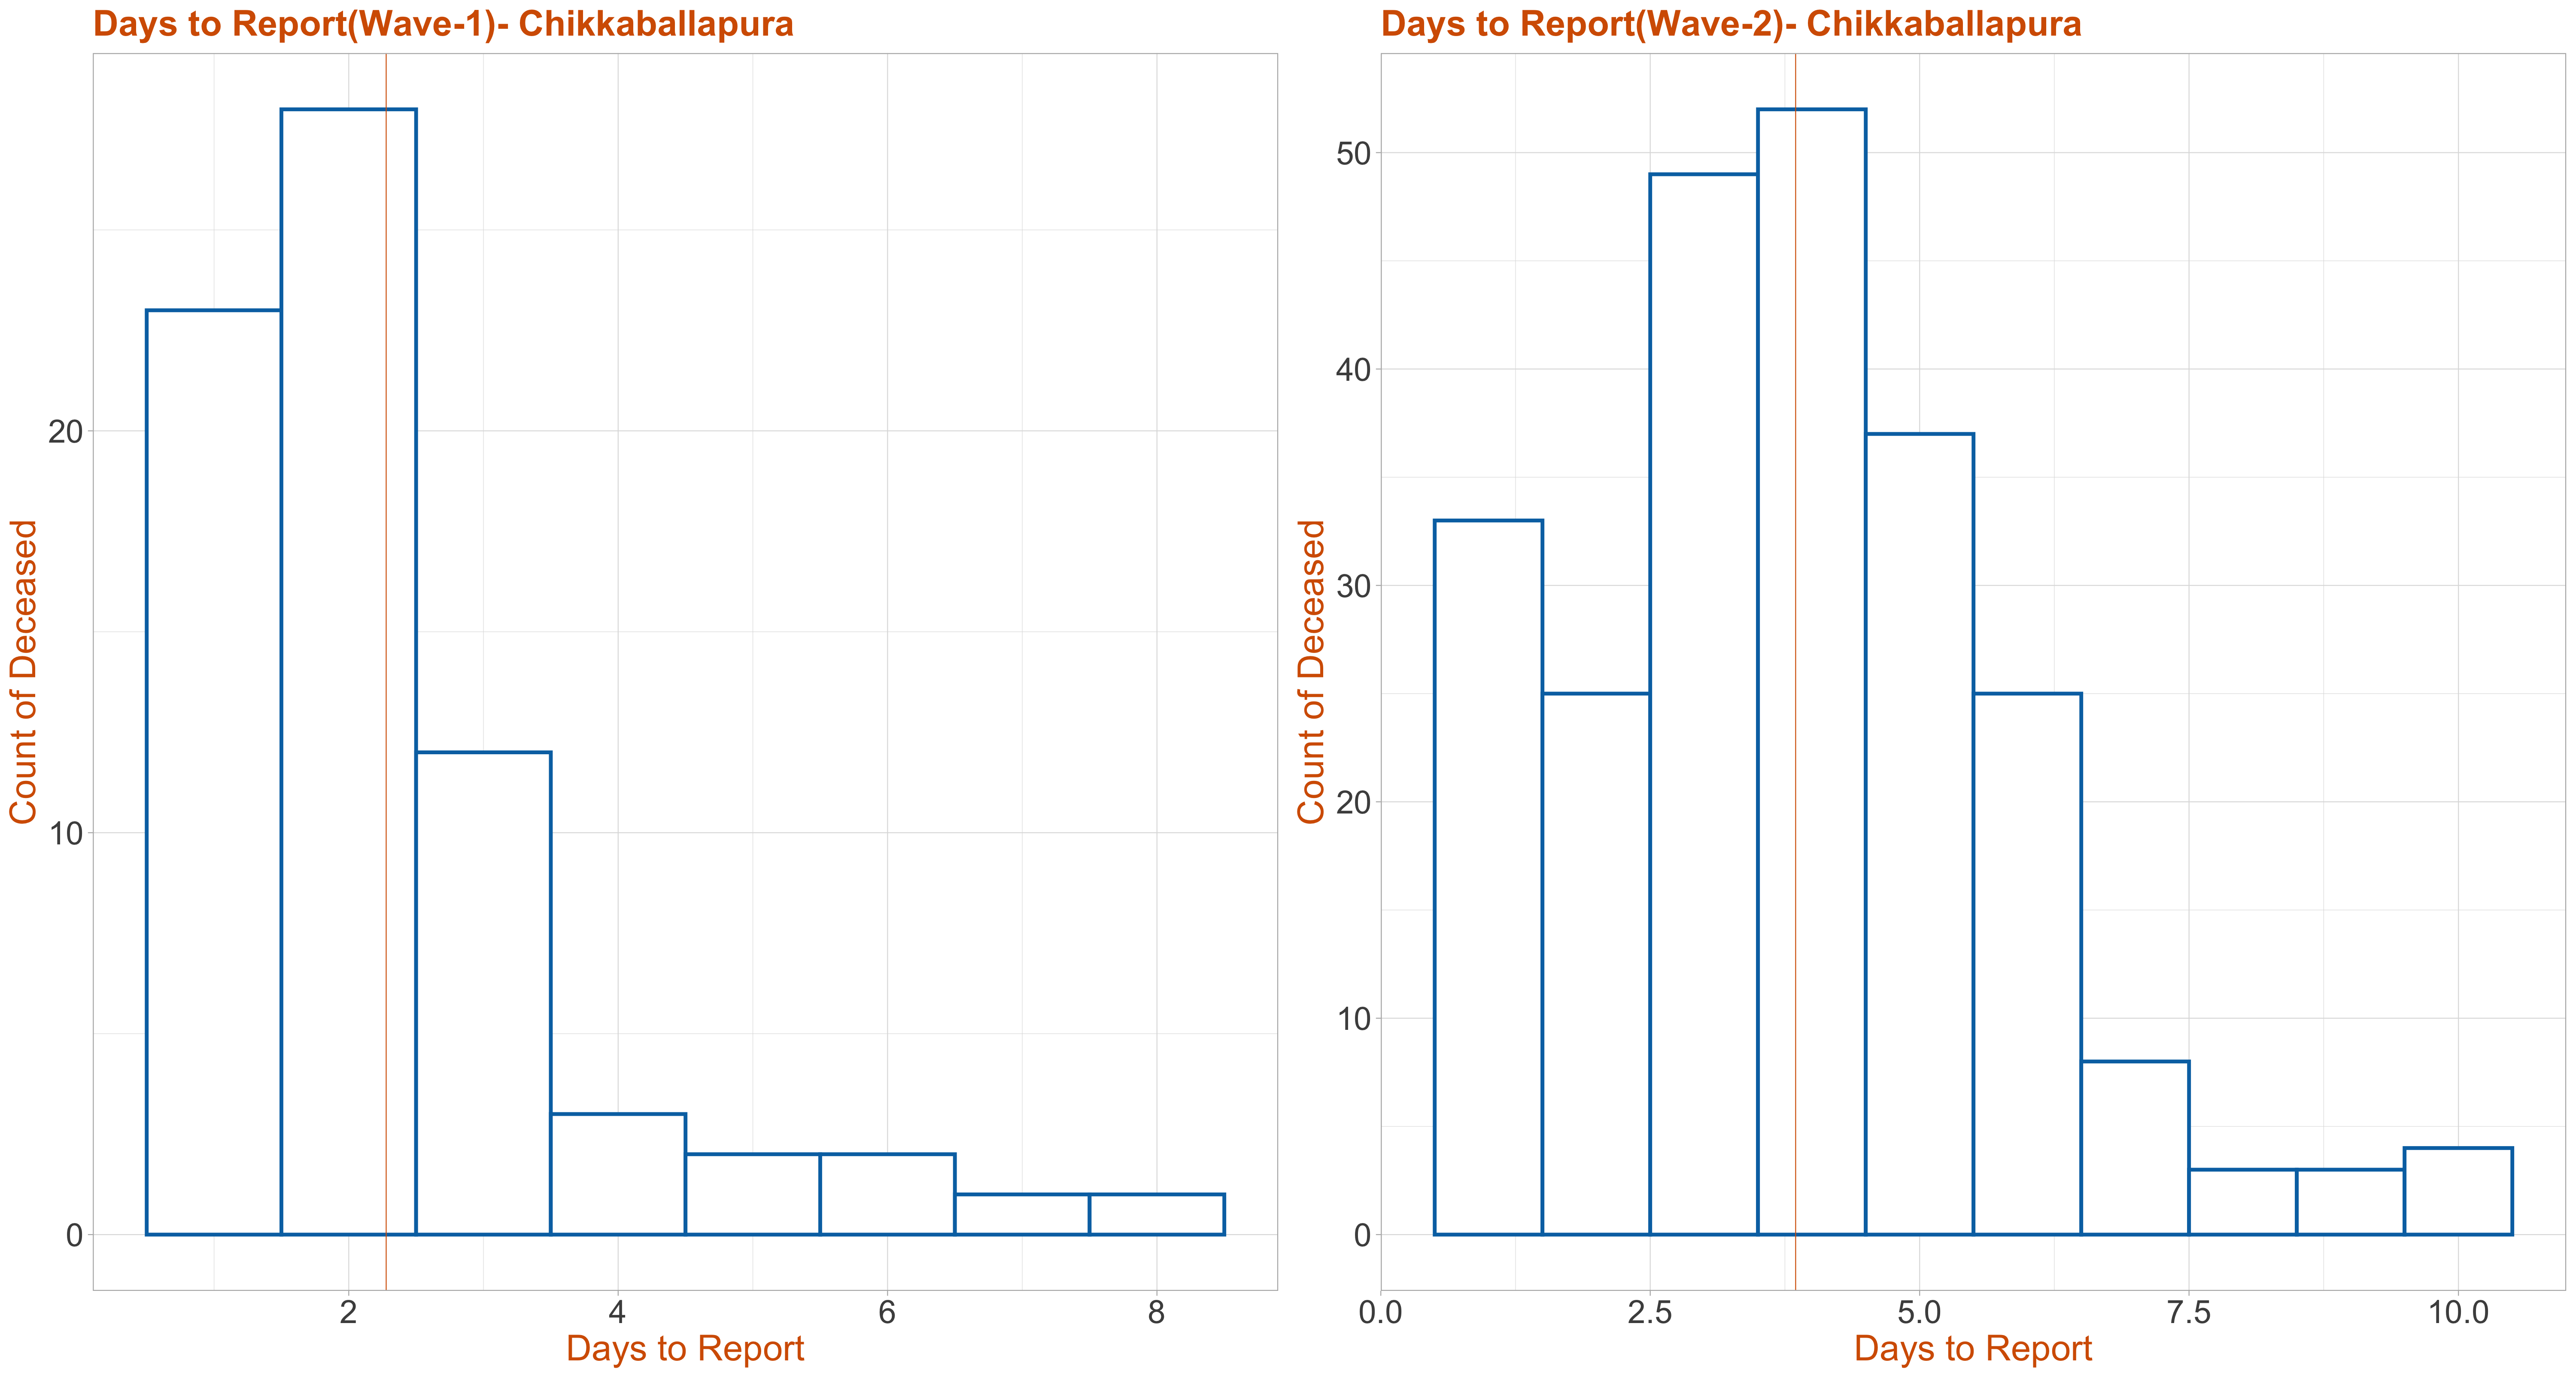 Days to Report(Wave-1)- Chikkaballapura
Count of Deceased
20
10
0
2 4 6 8
Days to Report
Days to Report(Wave-2)- Chikkaballapura
Count of Deceased
50
40
30
20
10
0
0.0 2.5 5.0 7.5 10.0
Days to Report